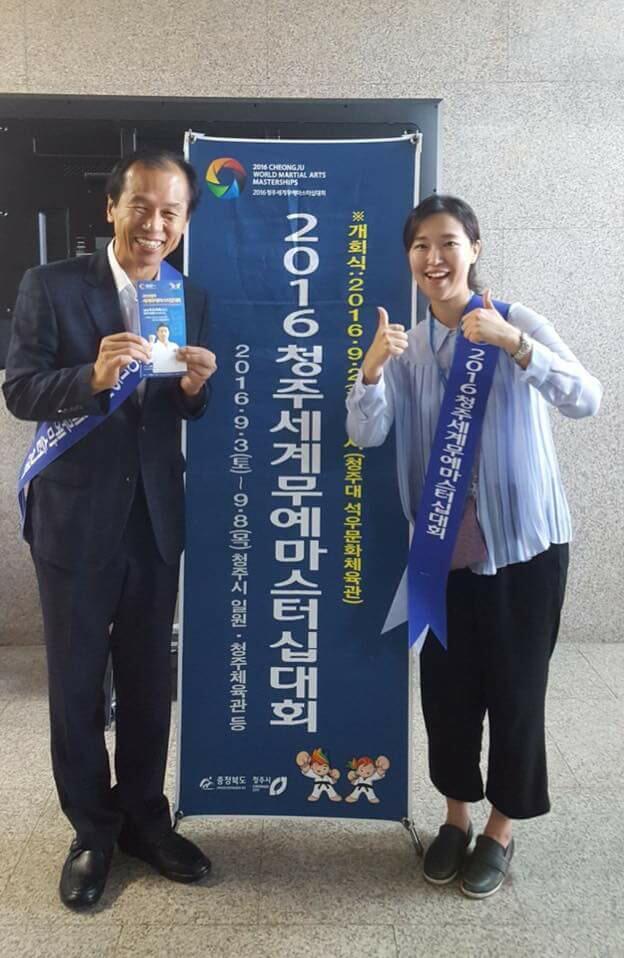 2016 CHEONGJU
WORLD MARTIAL ARTS
MASTERSHIPS
2016 청주세계무예마스터십대회
※개회식:2016.9.2 (청주대 석우문화체육관)
2016 청주세계무예마스터십대회
2016.9.3(토)~9.8(목) 청주시 일원·청주체육관 등
충청북도
청주시
2016 청주세계무예마스터십대회